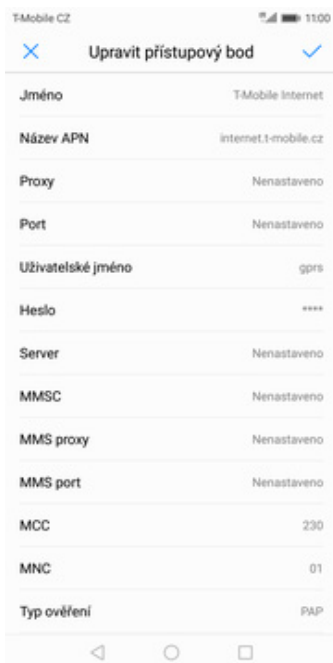 T-Mobile CZ 11:00
Upravit přístupový bod
Jméno T-Mobile Internet
Název APN internet.t-mobile.cz
Proxy Nenastaveno
Port Nenastaveno
Uživatelské jméno gprs
Heslo ****
Server Nenastaveno
MMSC Nenastaveno
MMS proxy Nenastaveno
MMS port Nenastaveno
MCC 230
MNC 01
Typ ověření PAP